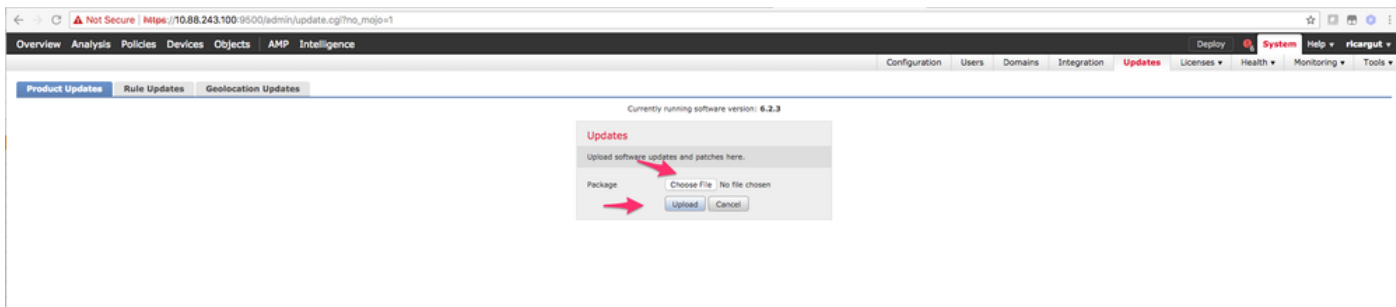 Not Secure | https://10.88.243.100:9500/admin/update.cgi?no_mojo=1
Overview Analysis Policies Devices Objects AMP Intelligence Deploy System Help ricargut
Configuration Users Domains Integration Updates Licenses Health Monitoring Tools
Product Updates Rule Updates Geolocation Updates
Currently running software version: 6.2.3
Updates
Upload software updates and patches here.
Package Choose File No file chosen
Upload Cancel